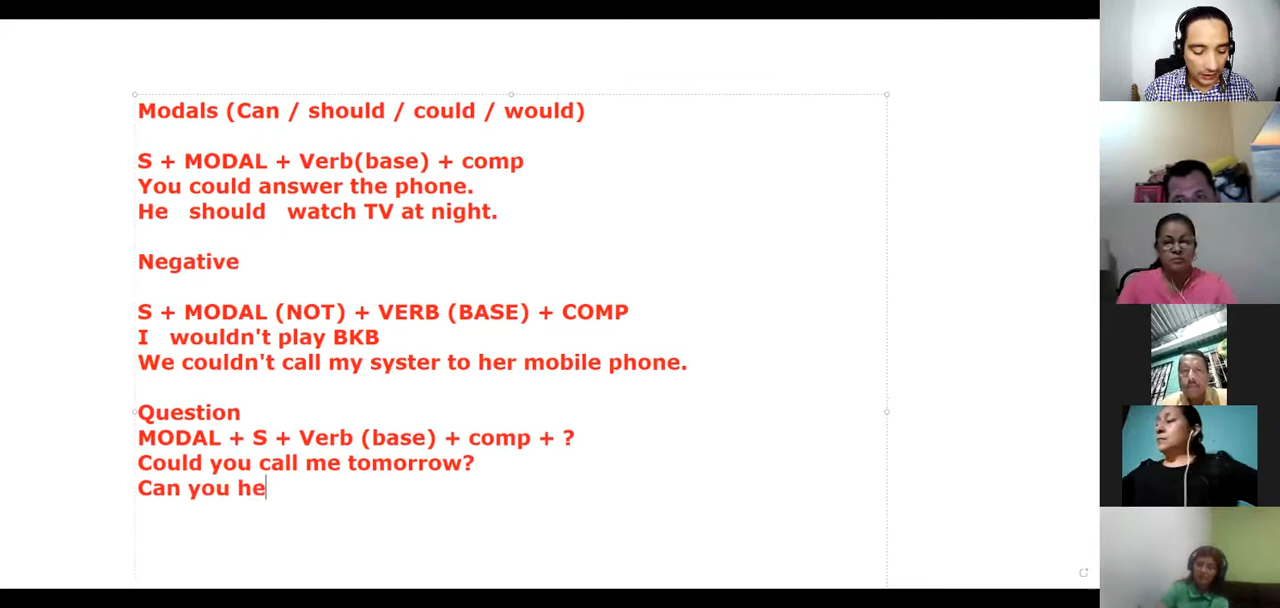 Modals (Can / should / could / would)
S + MODAL + Verb(base) + comp
You could answer the phone.
He should watch TV at night.
Negative
S + MODAL (NOT) + VERB (BASE) + COMP
I wouldn't play BKB
We couldn't call my syster to her mobile phone.
Question
MODAL + S + Verb (base) + comp + ?
Could you call me tomorrow?
Can you he